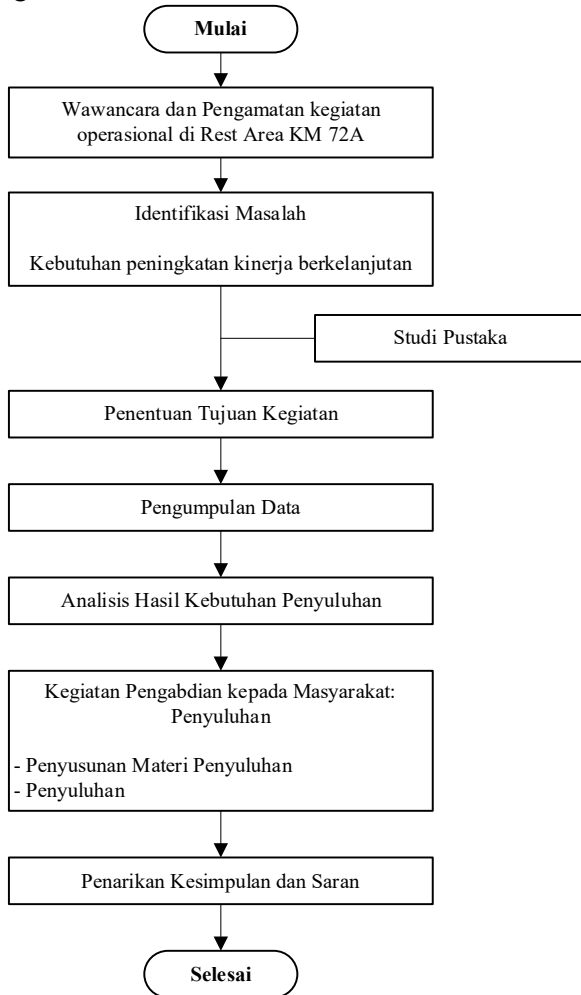 Mulai
Wawancara dan Pengamatan kegiatan
operasional di Rest Area KM 72A
Identifikasi Masalah
Kebutuhan peningkatan kinerja berkelanjutan
Studi Pustaka
Penentuan Tujuan Kegiatan
Pengumpulan Data
Analisis Hasil Kebutuhan Penyuluhan
Kegiatan Pengabdian kepada Masyarakat:
Penyuluhan
- Penyusunan Materi Penyuluhan
- Penyuluhan
Penarikan Kesimpulan dan Saran
Selesai